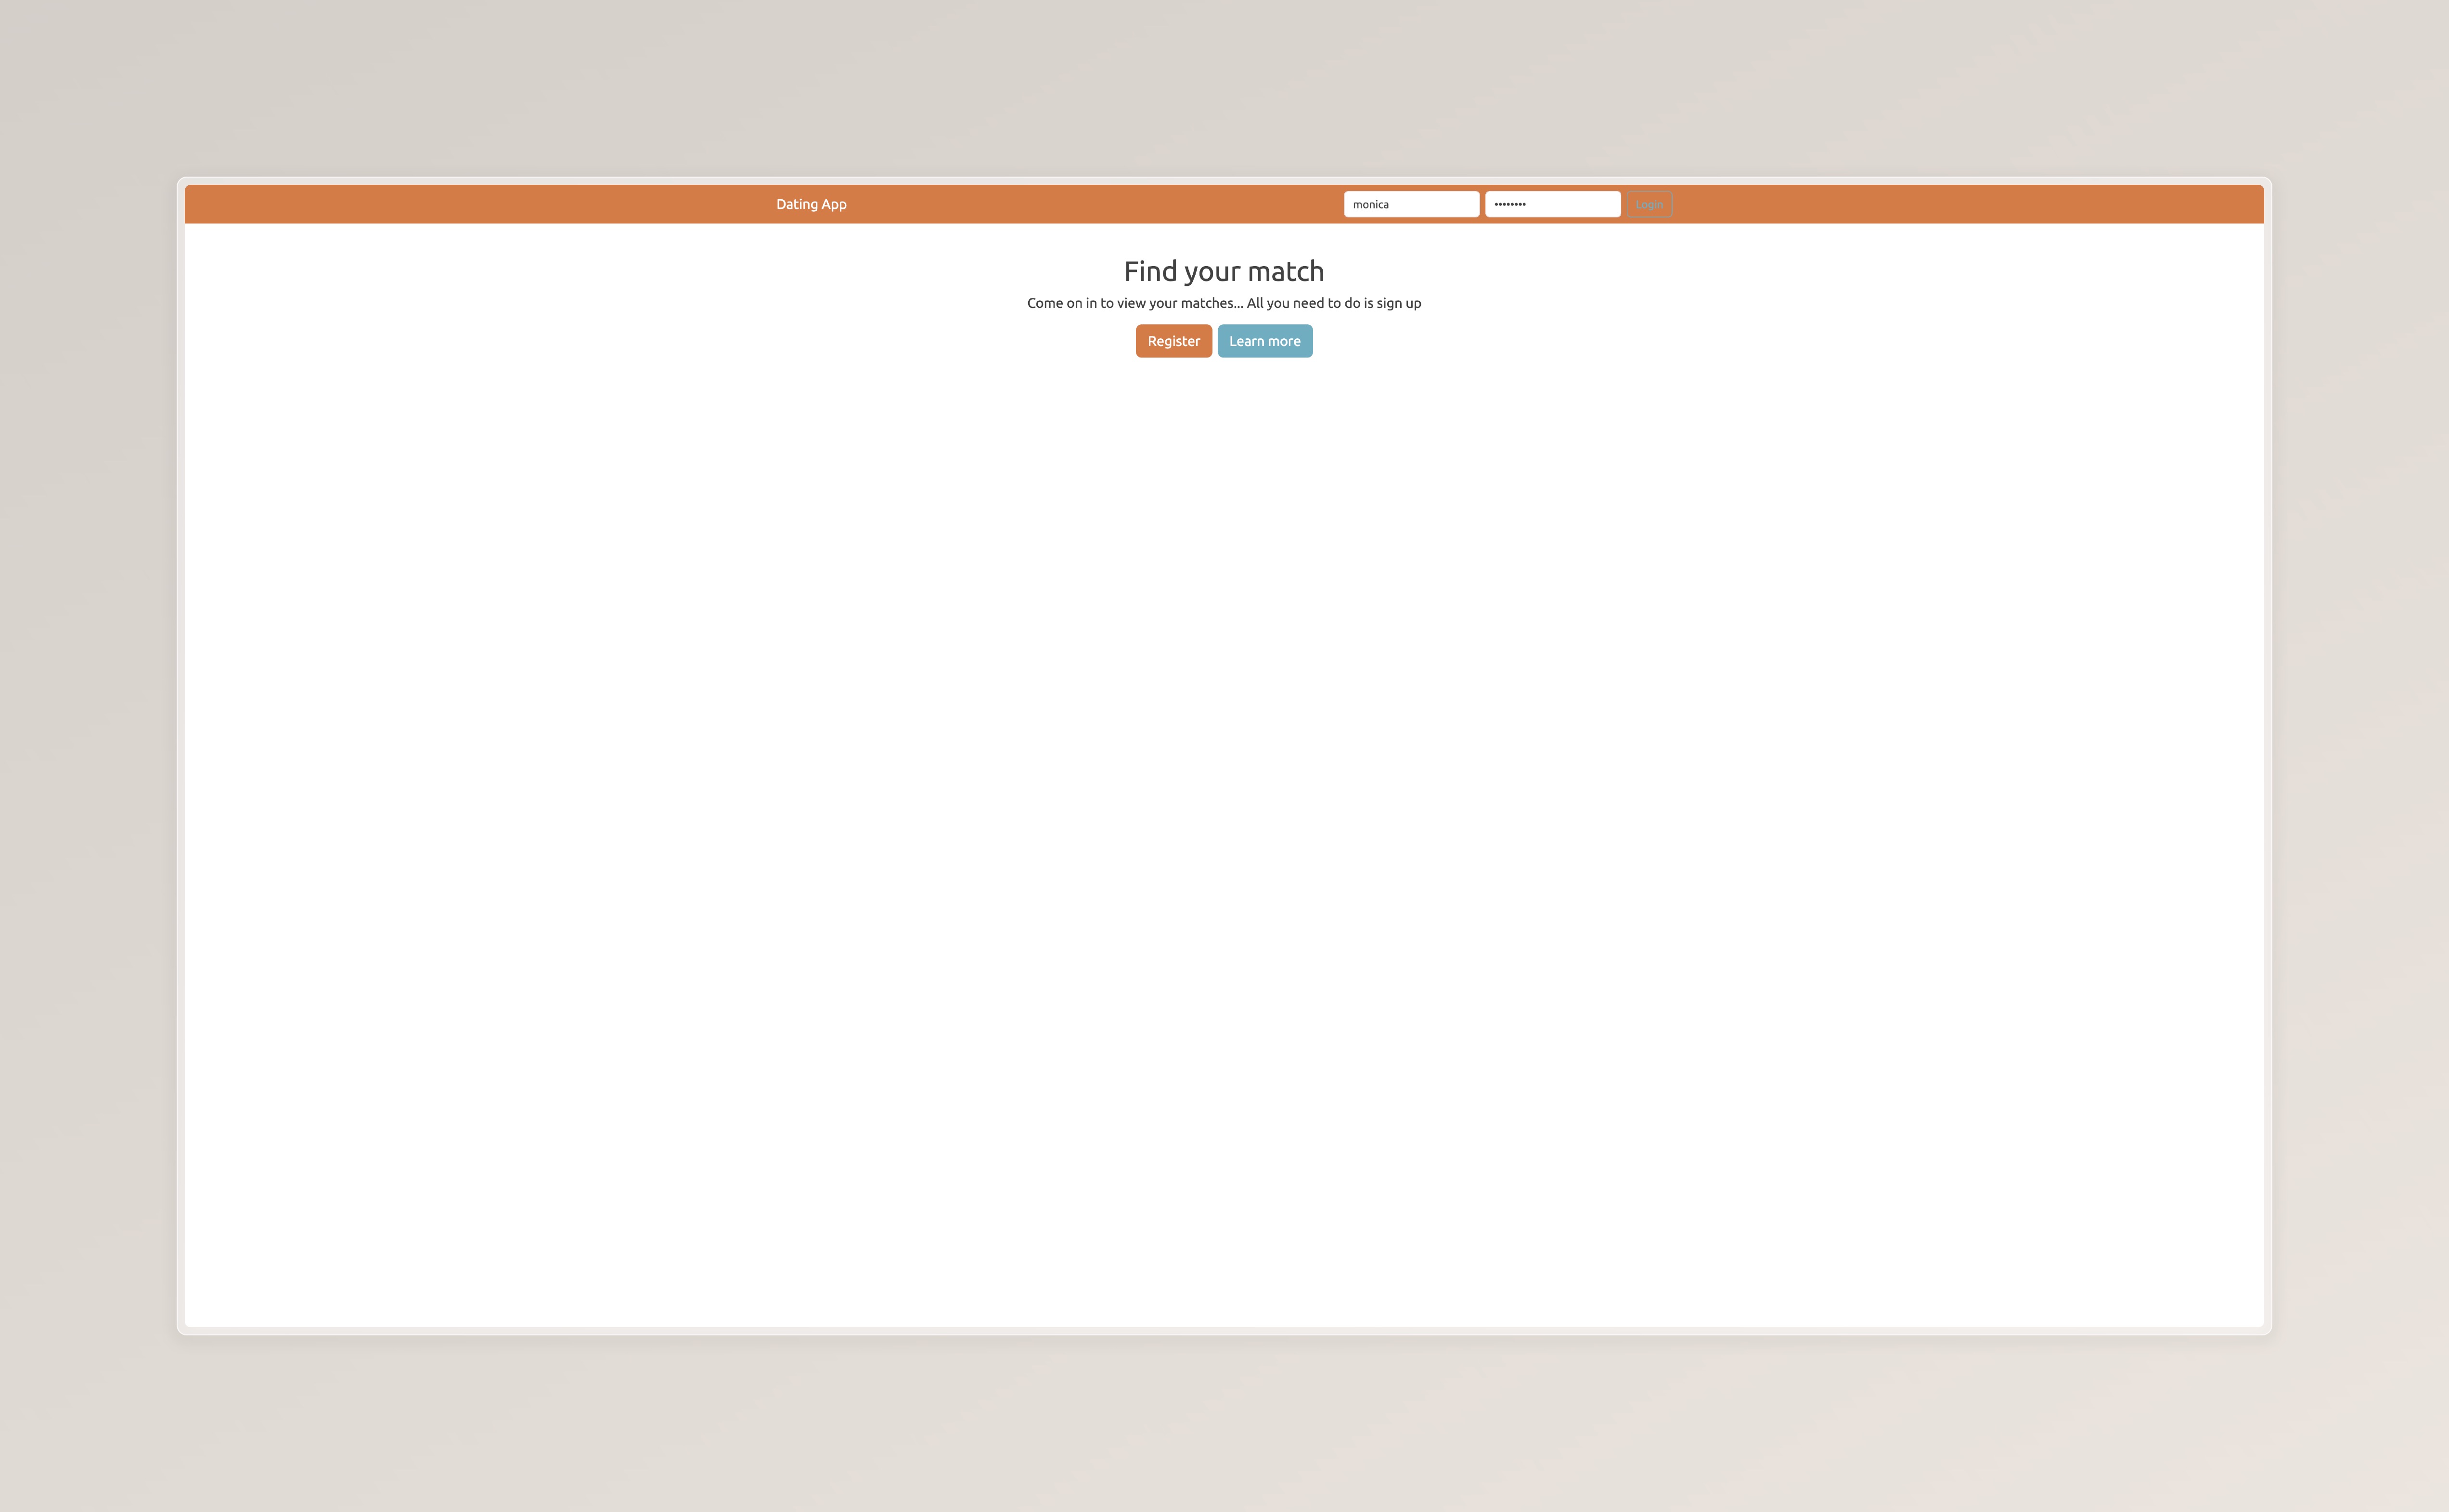 Dating App
monica
••••••••
Login
Find your match
Come on in to view your matches... All you need to do is sign up
Register
Learn more